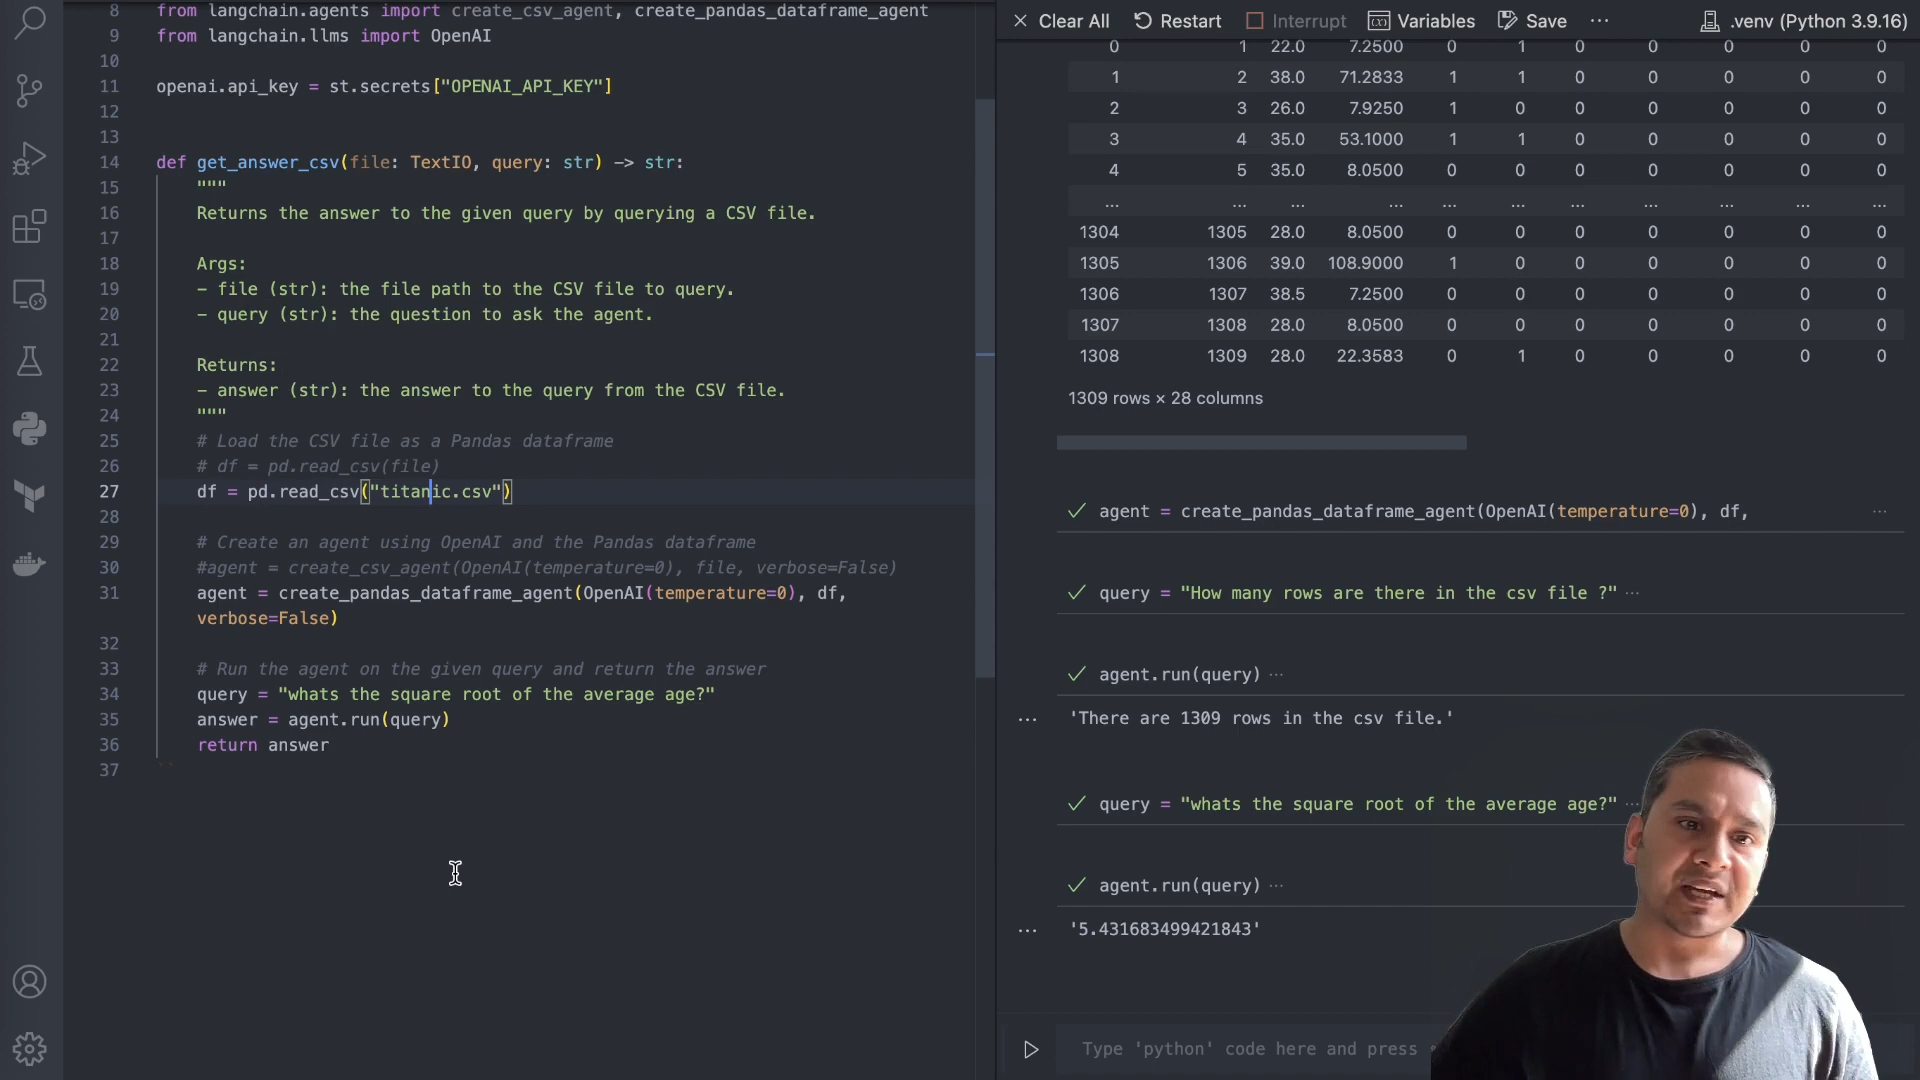 8 from langchain.agents import create_csv_agent, create_pandas_dataframe_agent
9 from langchain.llms import OpenAI
10
11 openai.api_key = st.secrets["OPENAI_API_KEY"]
12
13
14 def get_answer_csv(file: TextIO, query: str) -> str:
15 """
16 Returns the answer to the given query by querying a CSV file.
17
18 Args:
19 - file (str): the file path to the CSV file to query.
20 - query (str): the question to ask the agent.
21
22 Returns:
23 - answer (str): the answer to the query from the CSV file.
24 """
25 # Load the CSV file as a Pandas dataframe
26 # df = pd.read_csv(file)
27 df = pd.read_csv("titanic.csv")
28
29 # Create an agent using OpenAI and the Pandas dataframe
30 #agent = create_csv_agent(OpenAI(temperature=0), file, verbose=False)
31 agent = create_pandas_dataframe_agent(OpenAI(temperature=0), df,
verbose=False)
32
33 # Run the agent on the given query and return the answer
34 query = "whats the square root of the average age?"
35 answer = agent.run(query)
36 return answer
37
Clear All Restart Interrupt Variables Save ··· .venv (Python 3.9.16)
0 1 22.0 7.2500 0 1 0 0 0 0 0
1 2 38.0 71.2833 1 1 0 0 0 0 0
2 3 26.0 7.9250 1 0 0 0 0 0 0
3 4 35.0 53.1000 1 1 0 0 0 0 0
4 5 35.0 8.0500 0 0 0 0 0 0 0
... ... ... ... ... ... ... ... ... ... ...
1304 1305 28.0 8.0500 0 0 0 0 0 0 0
1305 1306 39.0 108.9000 1 0 0 0 0 0 0
1306 1307 38.5 7.2500 0 0 0 0 0 0 0
1307 1308 28.0 8.0500 0 0 0 0 0 0 0
1308 1309 28.0 22.3583 0 1 0 0 0 0 0
1309 rows × 28 columns
agent = create_pandas_dataframe_agent(OpenAI(temperature=0), df, ···
query = "How many rows are there in the csv file ?" ···
agent.run(query) ···
··· 'There are 1309 rows in the csv file.'
query = "whats the square root of the average age?" ···
agent.run(query) ···
··· '5.431683499421843'
Type 'python' code here and press